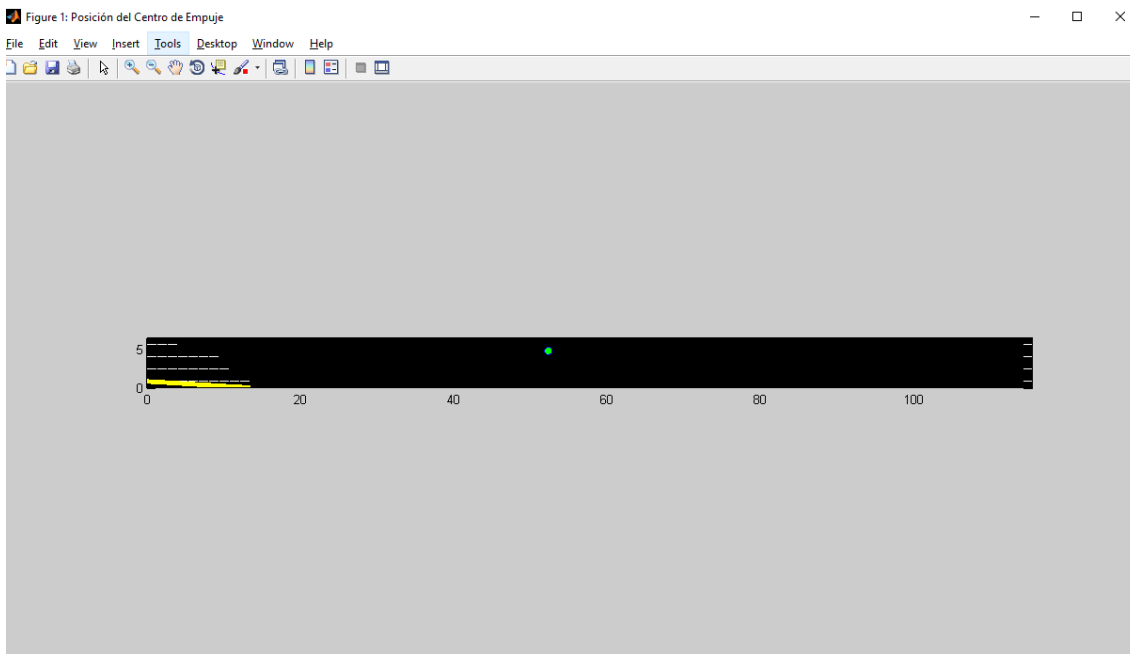 Figure 1: Posición del Centro de Empuje
File Edit View Insert Tools Desktop Window Help
5
0
0 20 40 60 80 100